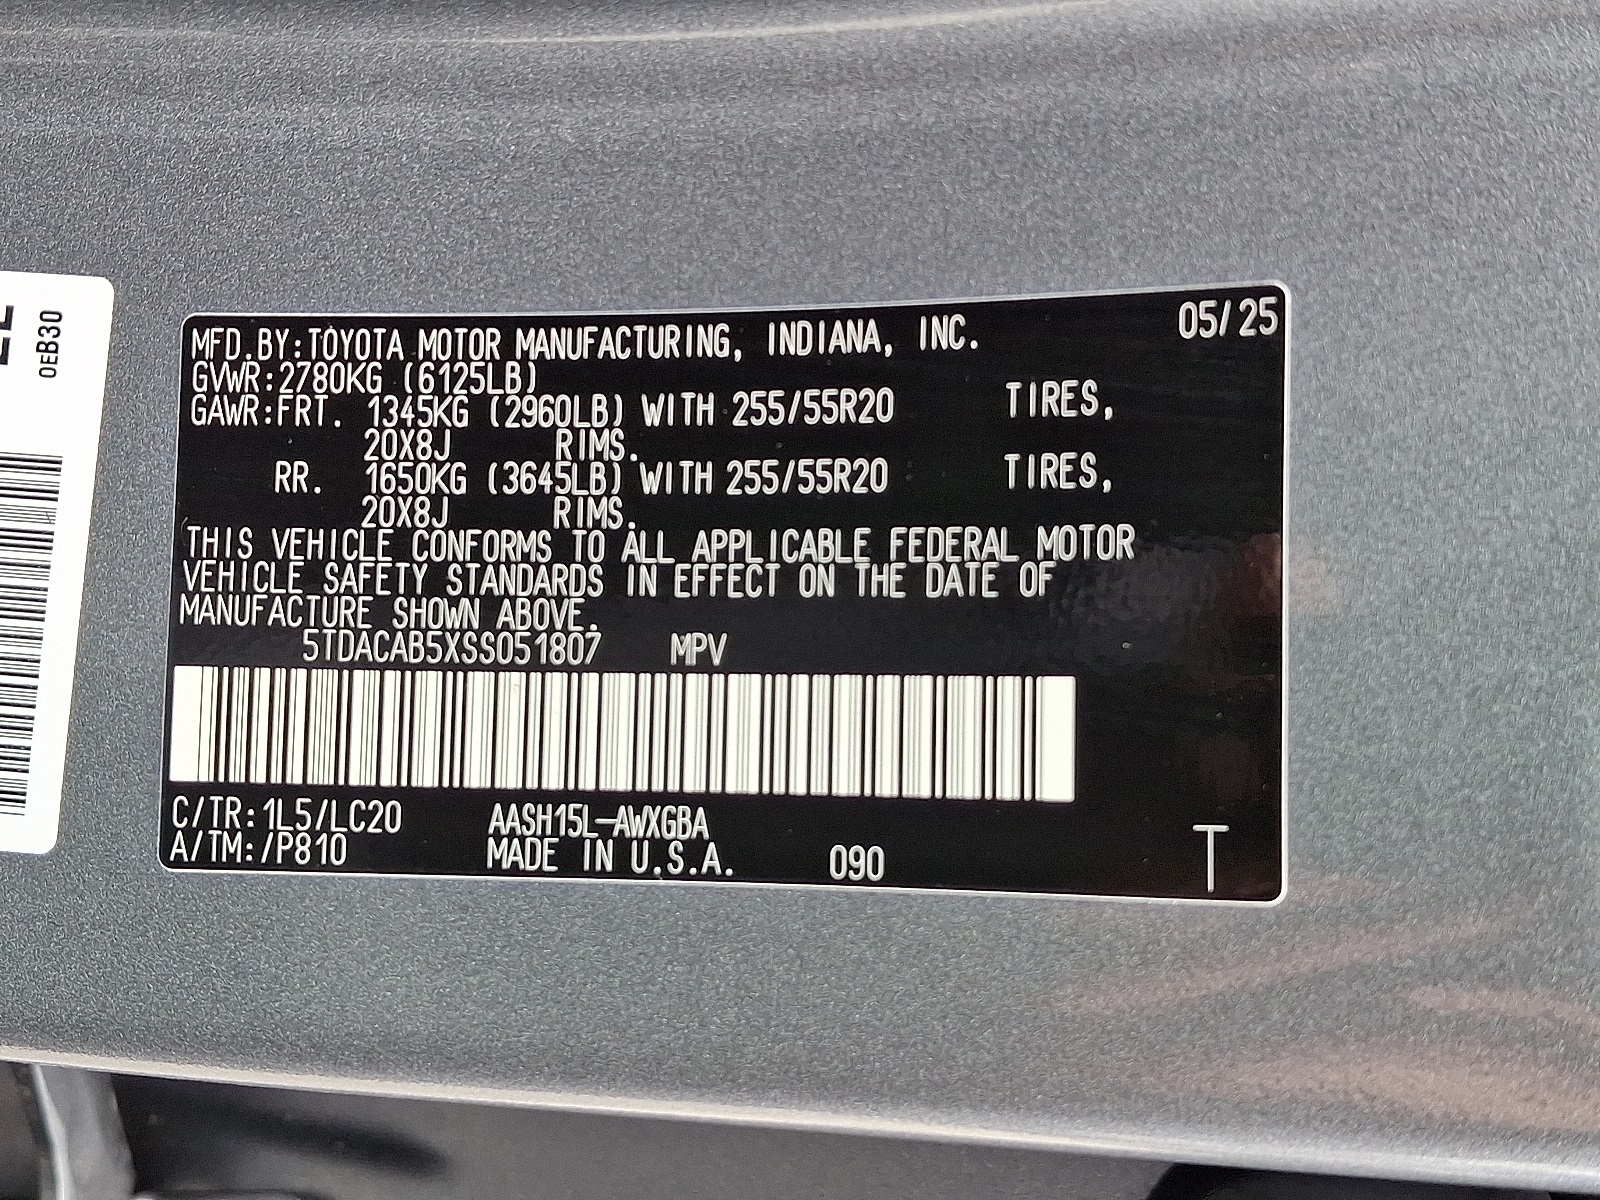 0EB30
MFD.BY:TOYOTA MOTOR MANUFACTURING, INDIANA, INC. 05/25
GVWR:2780KG (6125LB)
GAWR:FRT. 1345KG (2960LB) WITH 255/55R20 TIRES,
20X8J RIMS.
RR. 1650KG (3645LB) WITH 255/55R20 TIRES,
20X8J RIMS.
THIS VEHICLE CONFORMS TO ALL APPLICABLE FEDERAL MOTOR
VEHICLE SAFETY STANDARDS IN EFFECT ON THE DATE OF
MANUFACTURE SHOWN ABOVE.
5TDACAB5XSS051807 MPV
C/TR:1L5/LC20 AASH15L-AWXGBA
A/TM:/P810 MADE IN U.S.A. 090 T